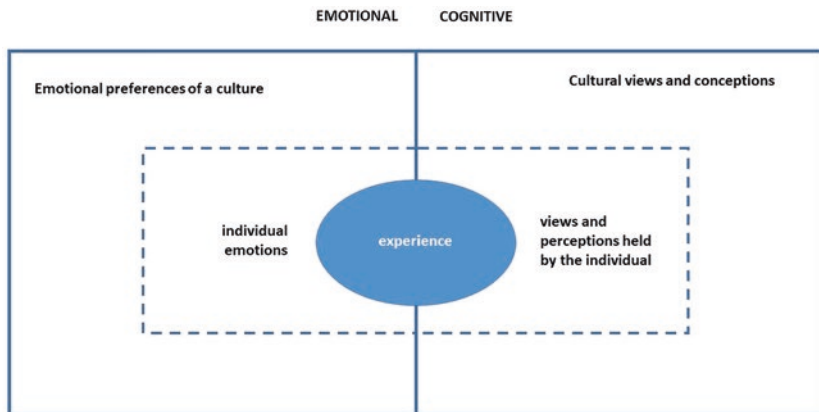 EMOTIONAL COGNITIVE
Emotional preferences of a culture
Cultural views and conceptions
individual
emotions
experience
views and
perceptions held
by the individual